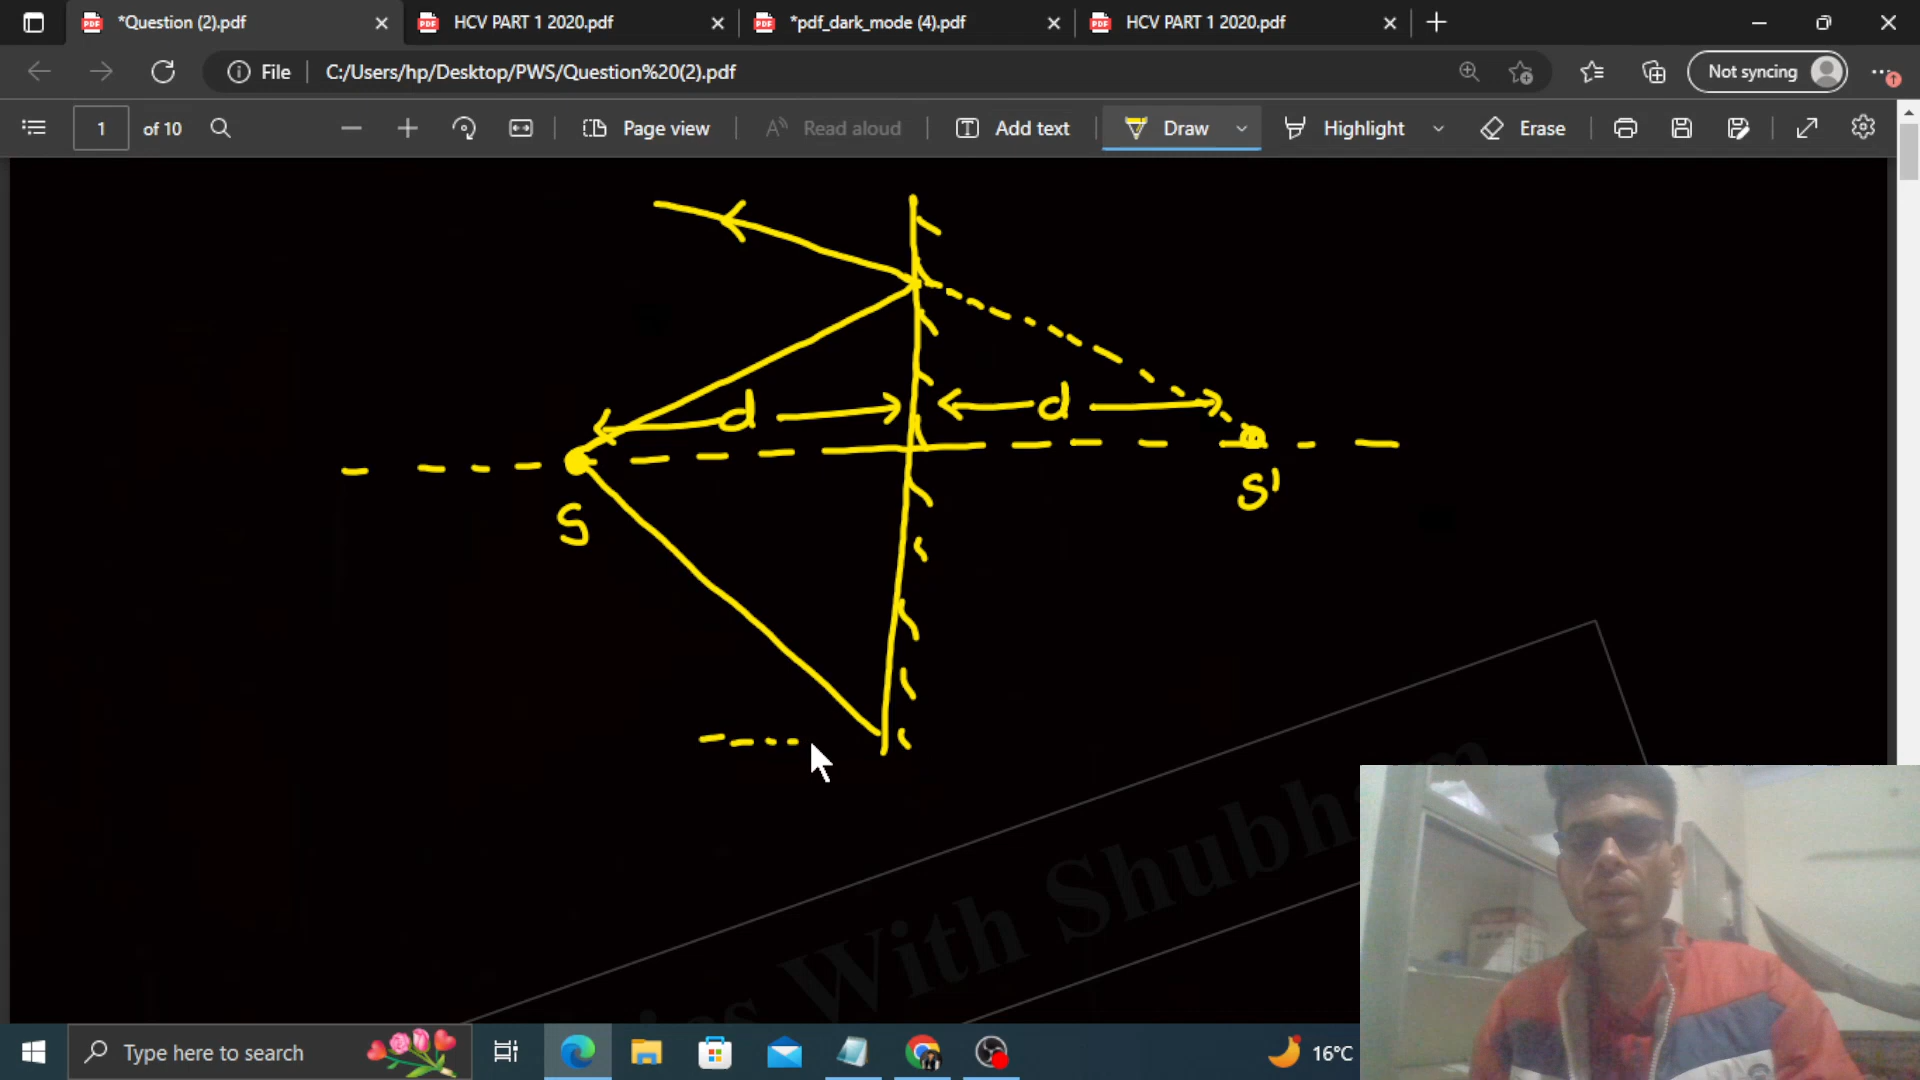 *Question (2).pdf
HCV PART 1 2020.pdf
*pdf_dark_mode (4).pdf
HCV PART 1 2020.pdf
File
C:/Users/hp/Desktop/PWS/Question%20(2).pdf
Not syncing
1 of 10
Page view
Read aloud
Add text
Draw
Highlight
Erase
d
d
S
S'
With Shubh
Type here to search
16°C